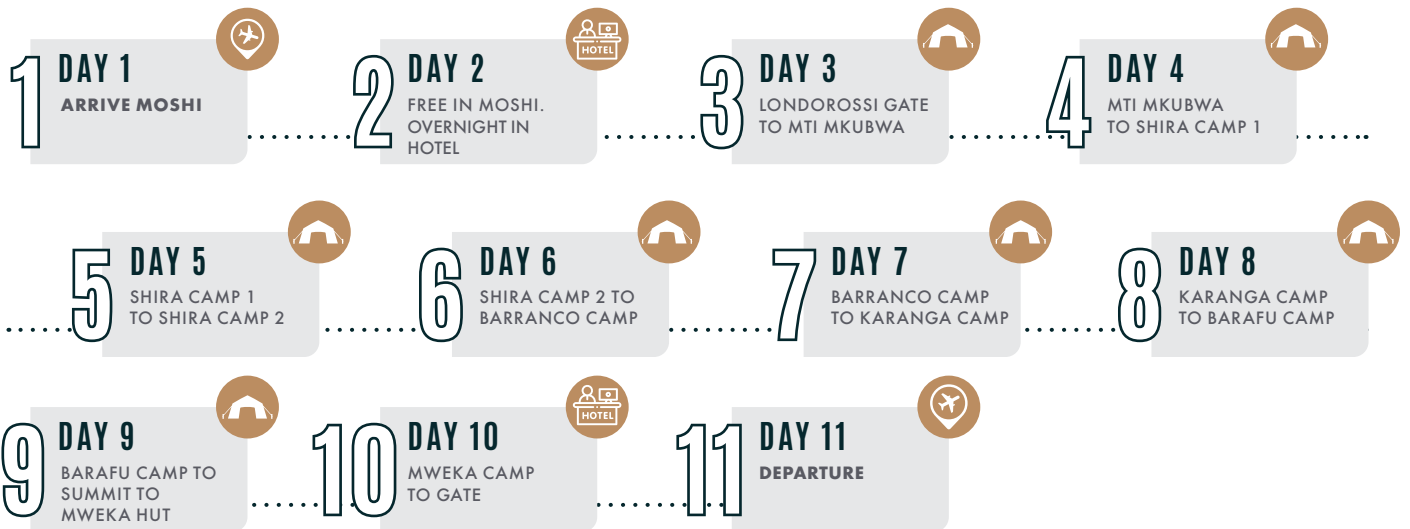 1
DAY 1
ARRIVE MOSHI
2
HOTEL
DAY 2
FREE IN MOSHI.
OVERNIGHT IN
HOTEL
3
DAY 3
LONDOROSSI GATE
TO MTI MKUBWA
4
DAY 4
MTI MKUBWA
TO SHIRA CAMP 1
5
DAY 5
SHIRA CAMP 1
TO SHIRA CAMP 2
6
DAY 6
SHIRA CAMP 2 TO
BARRANCO CAMP
7
DAY 7
BARRANCO CAMP
TO KARANGA CAMP
8
DAY 8
KARANGA CAMP
TO BARAFU CAMP
9
DAY 9
BARAFU CAMP TO
SUMMIT TO
MWEKA HUT
10
HOTEL
DAY 10
MWEKA CAMP
TO GATE
11
DAY 11
DEPARTURE